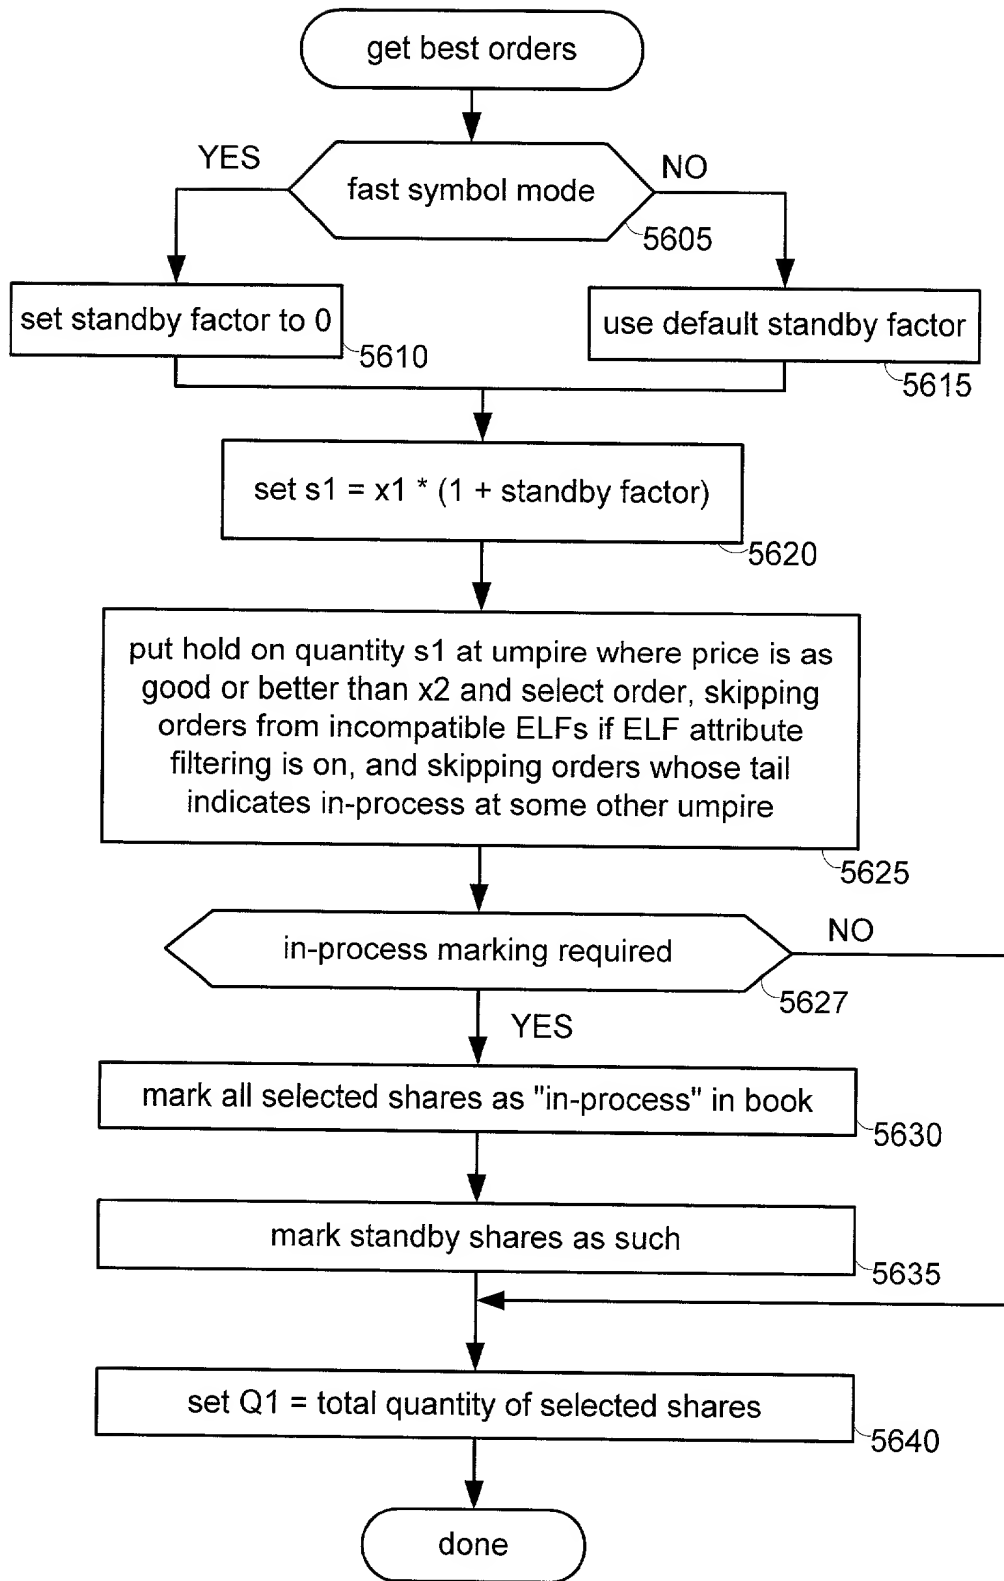 get best orders
YES
NO
fast symbol mode
5605
set standby factor to 0
5610
use default standby factor
5615
set s1 = x1 * (1 + standby factor)
5620
put hold on quantity s1 at umpire where price is as
good or better than x2 and select order, skipping
orders from incompatible ELFs if ELF attribute
filtering is on, and skipping orders whose tail
indicates in-process at some other umpire
5625
in-process marking required
NO
5627
YES
mark all selected shares as "in-process" in book
5630
mark standby shares as such
5635
set Q1 = total quantity of selected shares
5640
done